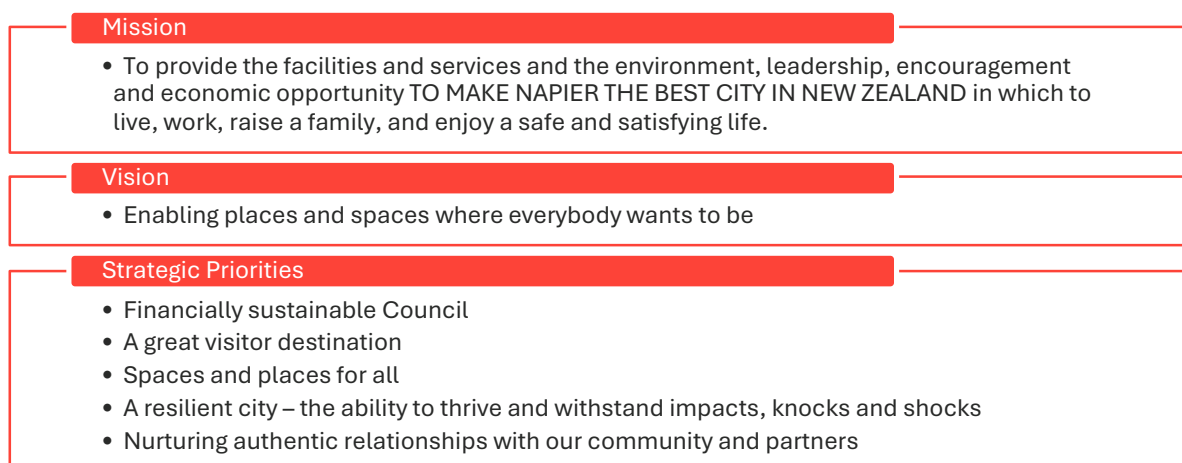 Mission
• To provide the facilities and services and the environment, leadership, encouragement
and economic opportunity TO MAKE NAPIER THE BEST CITY IN NEW ZEALAND in which to
live, work, raise a family, and enjoy a safe and satisfying life.
Vision
• Enabling places and spaces where everybody wants to be
Strategic Priorities
• Financially sustainable Council
• A great visitor destination
• Spaces and places for all
• A resilient city – the ability to thrive and withstand impacts, knocks and shocks
• Nurturing authentic relationships with our community and partners